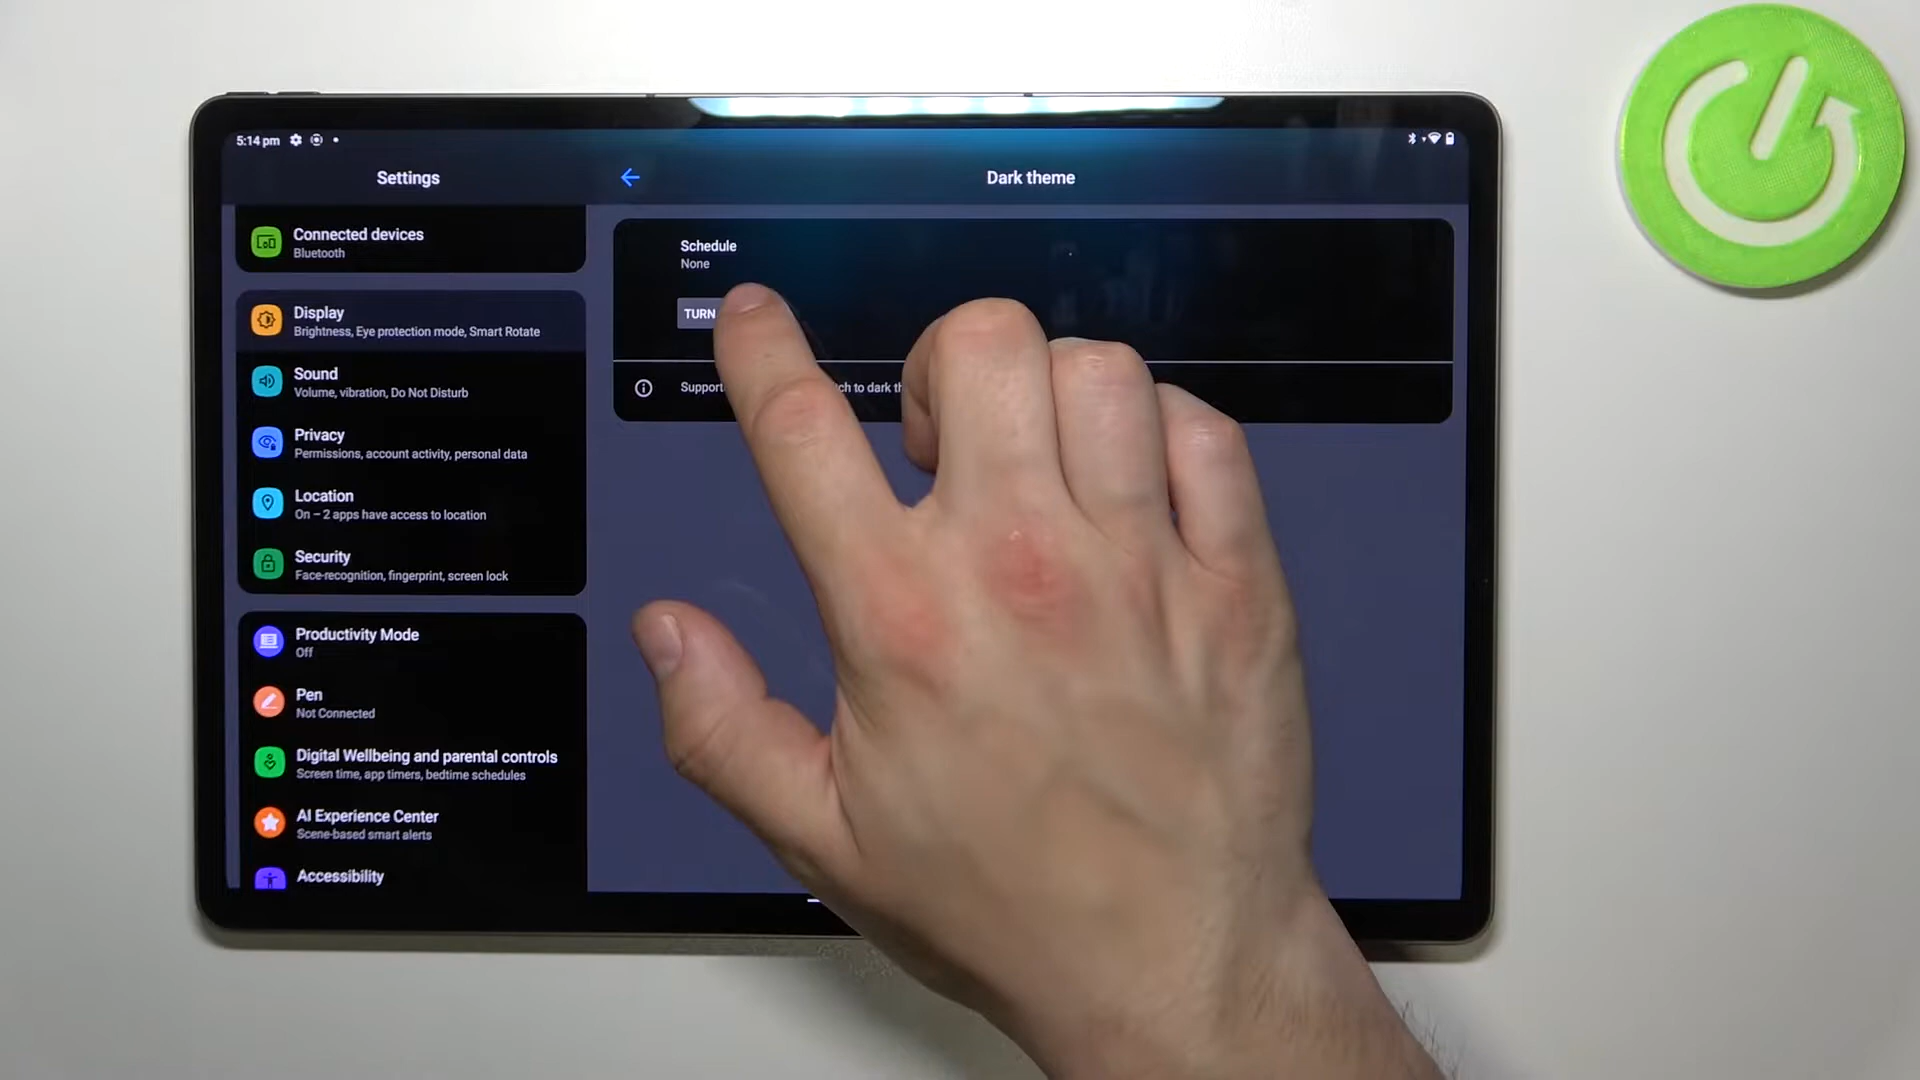 5:14 pm
Settings
Dark theme
Connected devices
Bluetooth
Display
Brightness, Eye protection mode, Smart Rotate
Sound
Volume, vibration, Do Not Disturb
Privacy
Permissions, account activity, personal data
Location
On – 2 apps have access to location
Security
Face-recognition, fingerprint, screen lock
Productivity Mode
Off
Pen
Not Connected
Digital Wellbeing and parental controls
Screen time, app timers, bedtime schedules
AI Experience Center
Scene-based smart alerts
Accessibility
Schedule
None
TURN
to dark